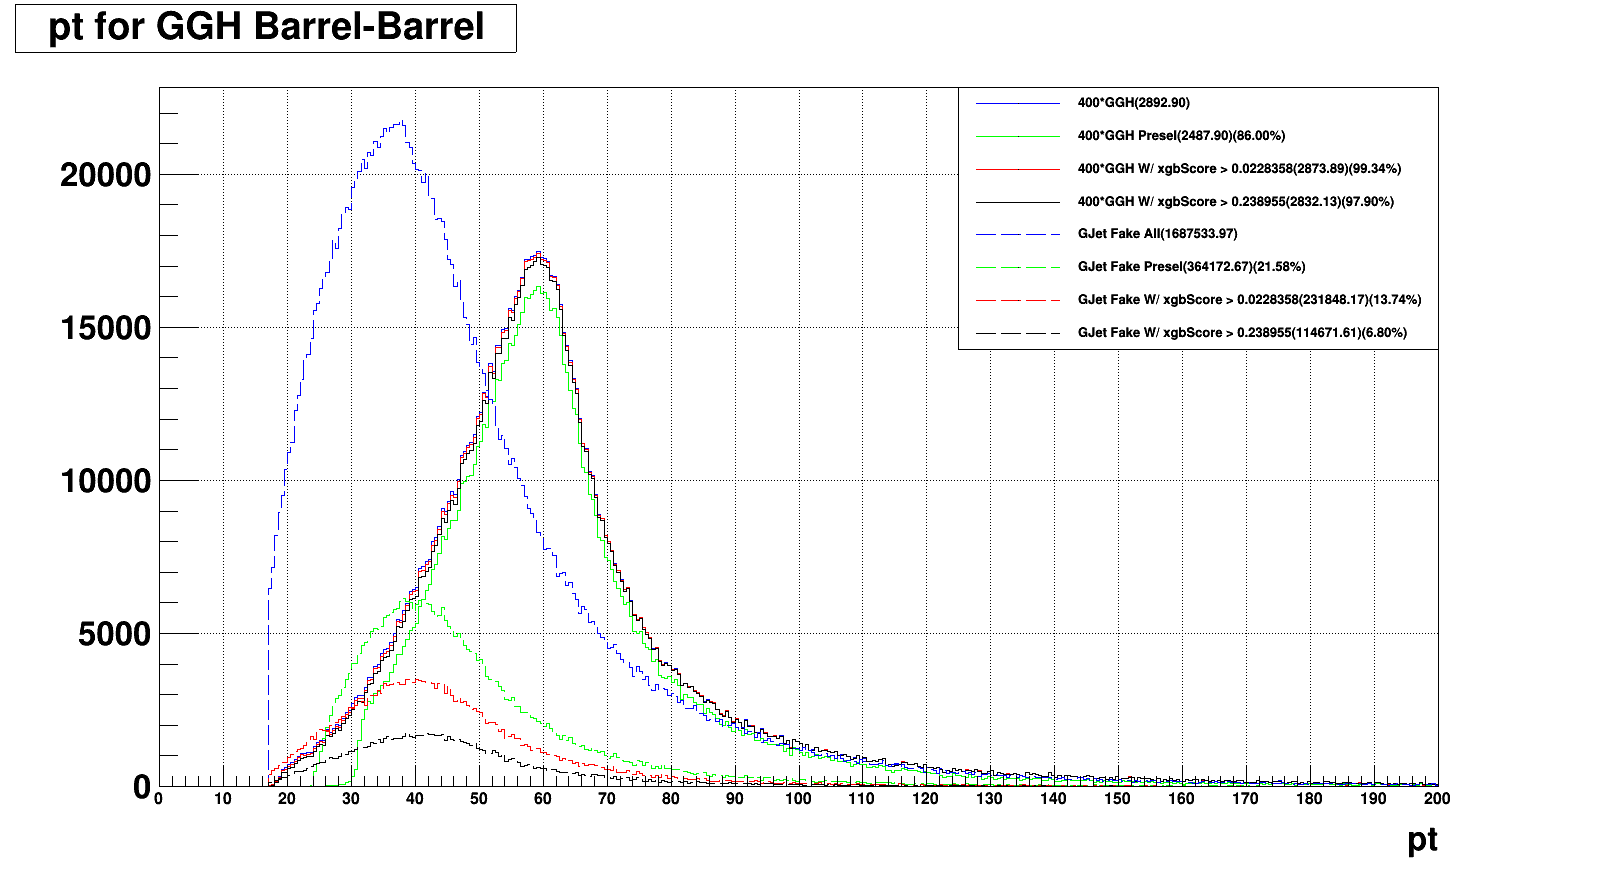 pt for GGH Barrel-Barrel
400*GGH(2892.90)
400*GGH Presel(2487.90)(86.00%)
400*GGH W/ xgbScore > 0.0228358(2873.89)(99.34%)
400*GGH W/ xgbScore > 0.238955(2832.13)(97.90%)
GJet Fake All(1687533.97)
GJet Fake Presel(364172.67)(21.58%)
GJet Fake W/ xgbScore > 0.0228358(231848.17)(13.74%)
GJet Fake W/ xgbScore > 0.238955(114671.61)(6.80%)
20000
15000
10000
5000
0
0 10 20 30 40 50 60 70 80 90 100 110 120 130 140 150 160 170 180 190 200
pt